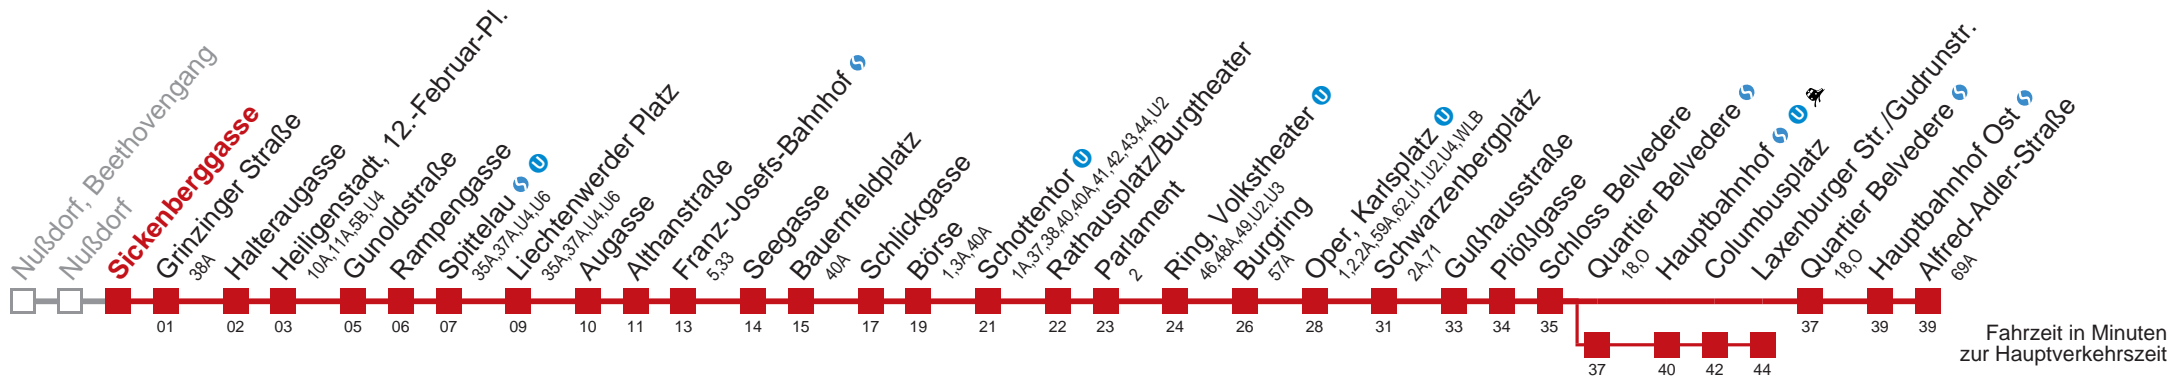 Nußdorf, Beethovengang
Nußdorf
Sickenberggasse
Grinzinger Straße
38A
Halteraugasse
Heiligenstadt, 12.-Februar-Pl.
10A,11A,5B,U4
Gunoldstraße
Rampengasse
Spittelau U
35A,37A,U4,U6
Liechtenwerder Platz
35A,37A,U4,U6
Augasse
Althanstraße
Franz-Josefs-Bahnhof
5,33
Seegasse
Bauernfeldplatz
40A
Schlickgasse
Börse
1,3A,40A
Schottentor U
1A,37,38,40,40A,41,42,43,44,U2
Rathausplatz/Burgtheater
Parlament
2
Ring, Volkstheater U
46,48A,49,U2,U3
Burgring
57A
Oper, Karlsplatz U
1,2,2A,59A,62,U1,U2,U4,WLB
Schwarzenbergplatz
2A,71
Gußhausstraße
Plößlgasse
Schloss Belvedere
Quartier Belvedere
18,O
Hauptbahnhof U
Columbusplatz
Laxenburger Str./Gudrunstr.
Quartier Belvedere
18,O
Hauptbahnhof Ost
Alfred-Adler-Straße
69A
01 02 03 05 06 07 09 10 11 13 14 15 17 19 21 22 23 24 26 28 31 33 34 35 37 39 39
37 40 42 44
Fahrzeit in Minuten
zur Hauptverkehrszeit